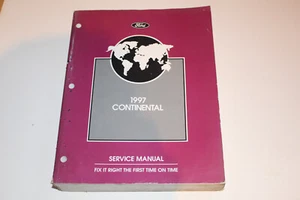 Ford
1997
CONTINENTAL
SERVICE MANUAL
FIX IT RIGHT THE FIRST TIME ON TIME